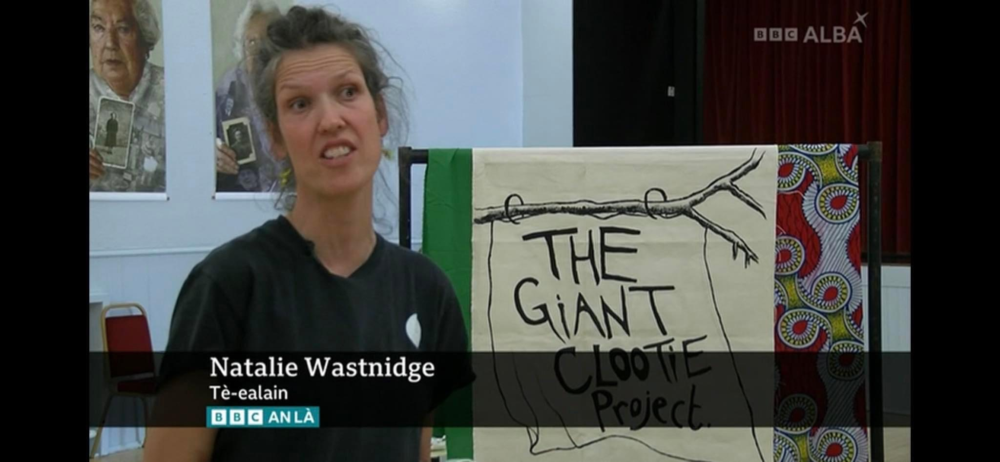 BBC ALBA
THE
GiANT
CLOOTiE
Project.
Natalie Wastnidge
Tè-ealain
BBC AN LÀ